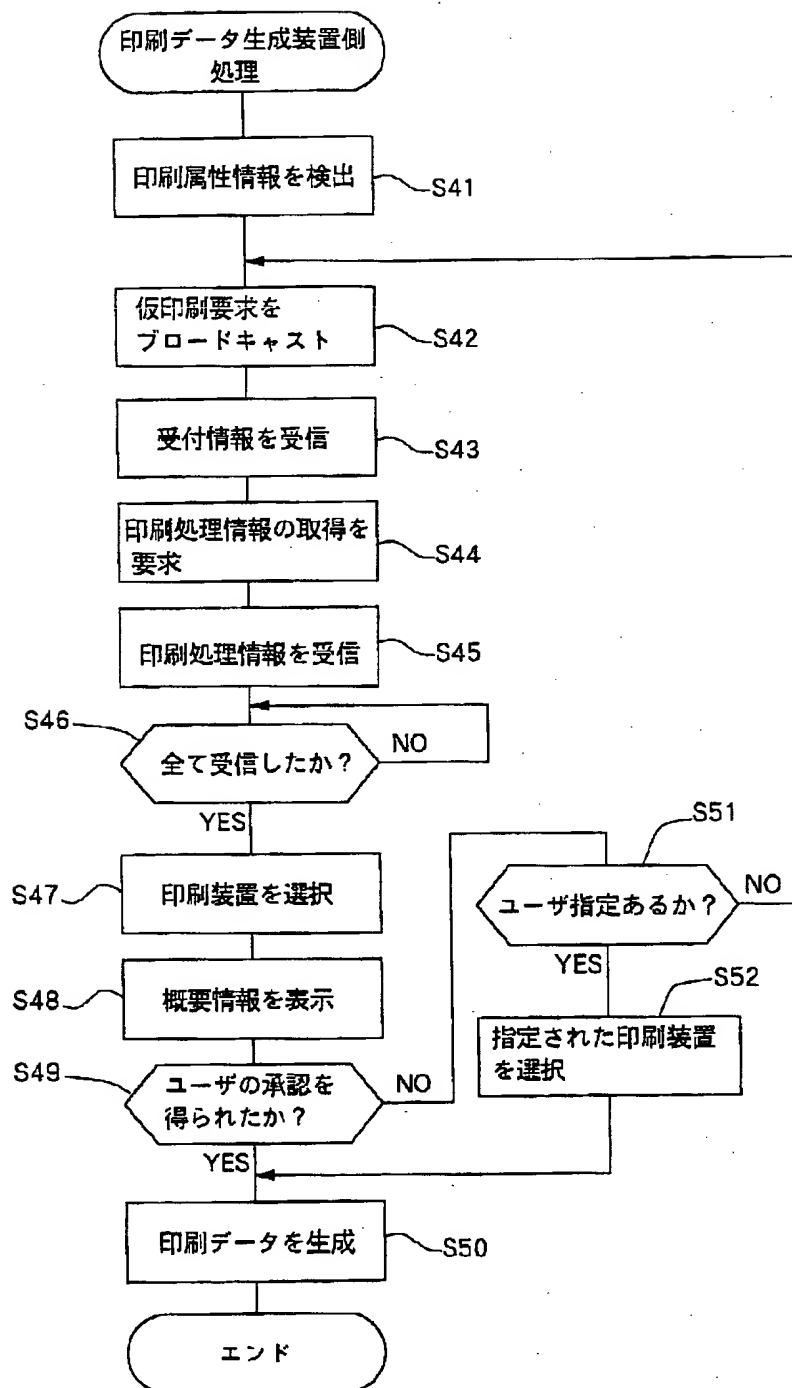 印刷データ生成装置側
処理
印刷属性情報を検出
S41
仮印刷要求を
ブロードキャスト
S42
受付情報を受信
S43
印刷処理情報の取得を
要求
S44
印刷処理情報を受信
S45
S46
全て受信したか？
NO
YES
S47
印刷装置を選択
S48
概要情報を表示
S49
ユーザの承認を
得られたか？
NO
YES
S51
ユーザ指定あるか？
NO
YES
S52
指定された印刷装置
を選択
印刷データを生成
S50
エンド